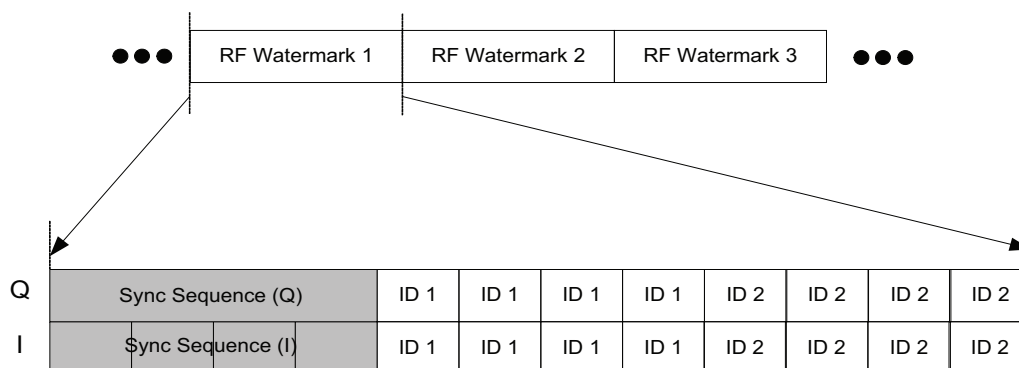 RF Watermark 1 RF Watermark 2 RF Watermark 3
Q Sync Sequence (Q) ID 1 ID 1 ID 1 ID 1 ID 2 ID 2 ID 2 ID 2
I Sync Sequence (I) ID 1 ID 1 ID 1 ID 1 ID 2 ID 2 ID 2 ID 2